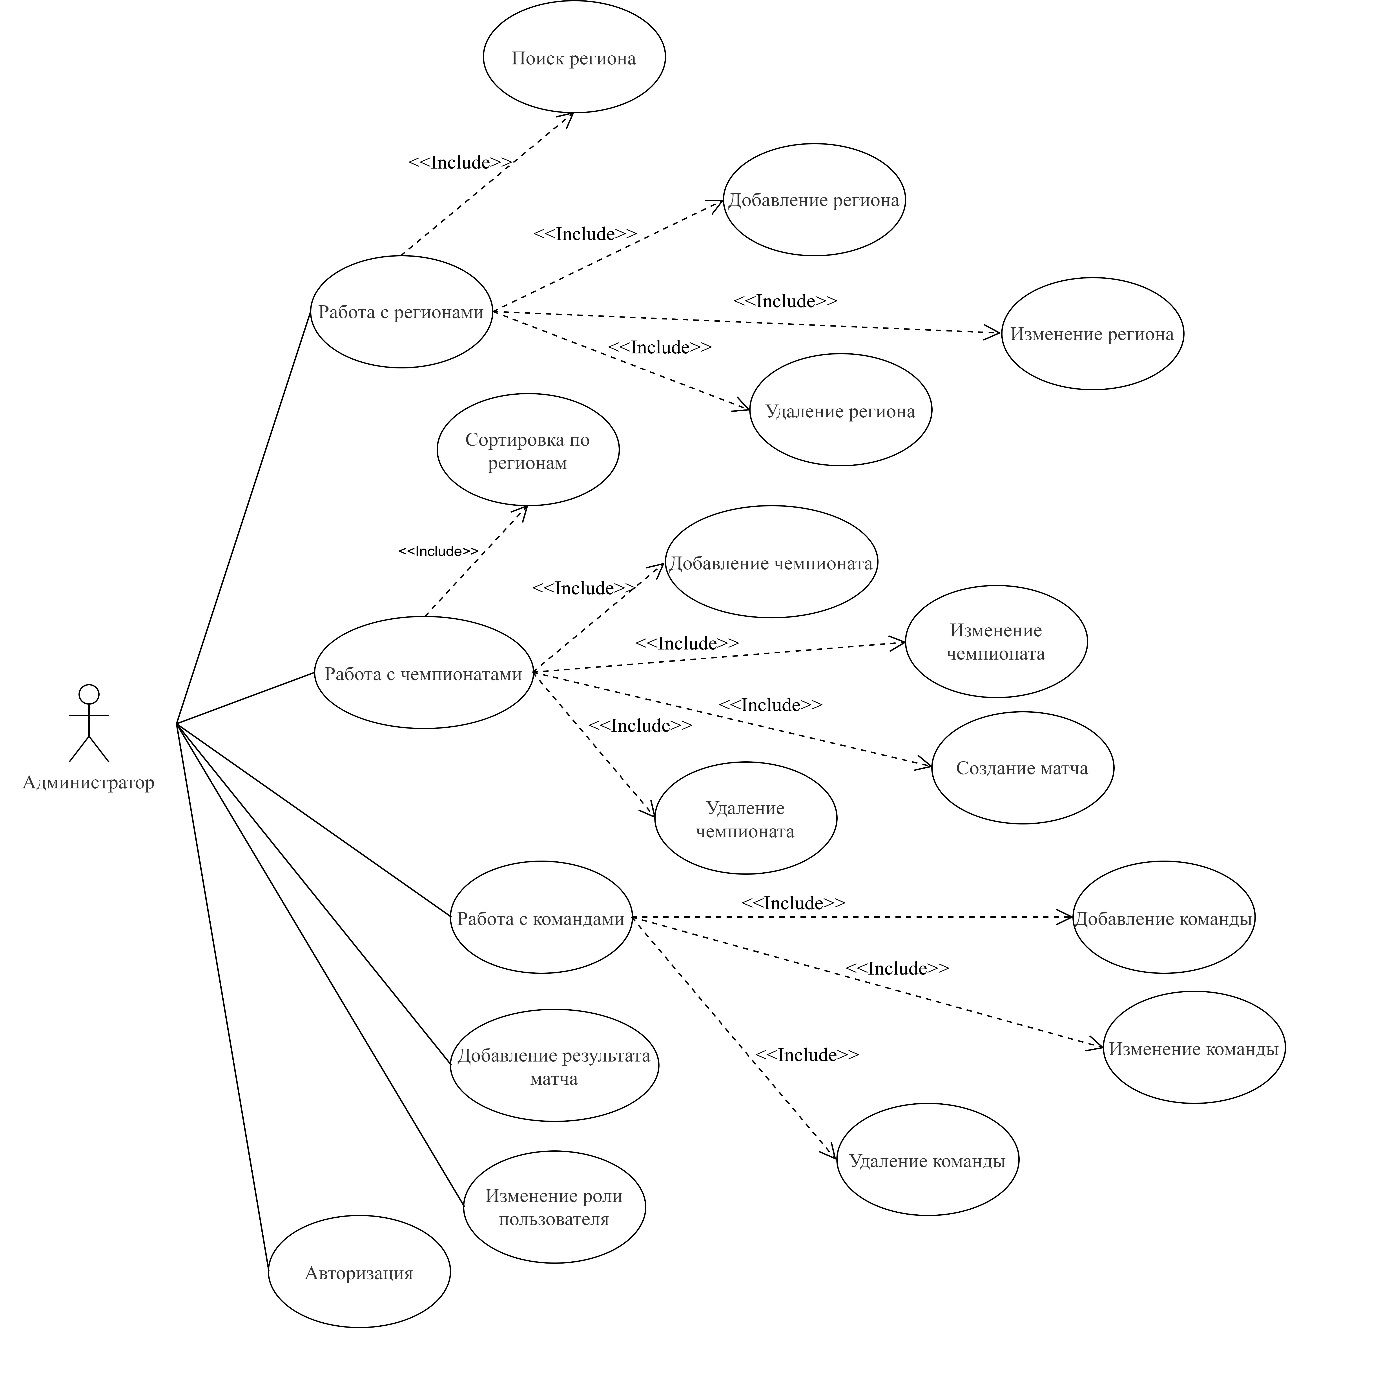 Поиск региона
<<Include>>
Добавление региона
<<Include>>
<<Include>>
Работа с регионами
Изменение региона
<<Include>>
Удаление региона
Сортировка по
регионам
<<Include>>
Добавление чемпионата
<<Include>>
Изменение
чемпионата
<<Include>>
Работа с чемпионатами
<<Include>>
<<Include>>
Создание матча
Администратор
Удаление
чемпионата
<<Include>>
Работа с командами
Добавление команды
<<Include>>
Изменение команды
<<Include>>
Добавление результата
матча
Удаление команды
Изменение роли
пользователя
Авторизация